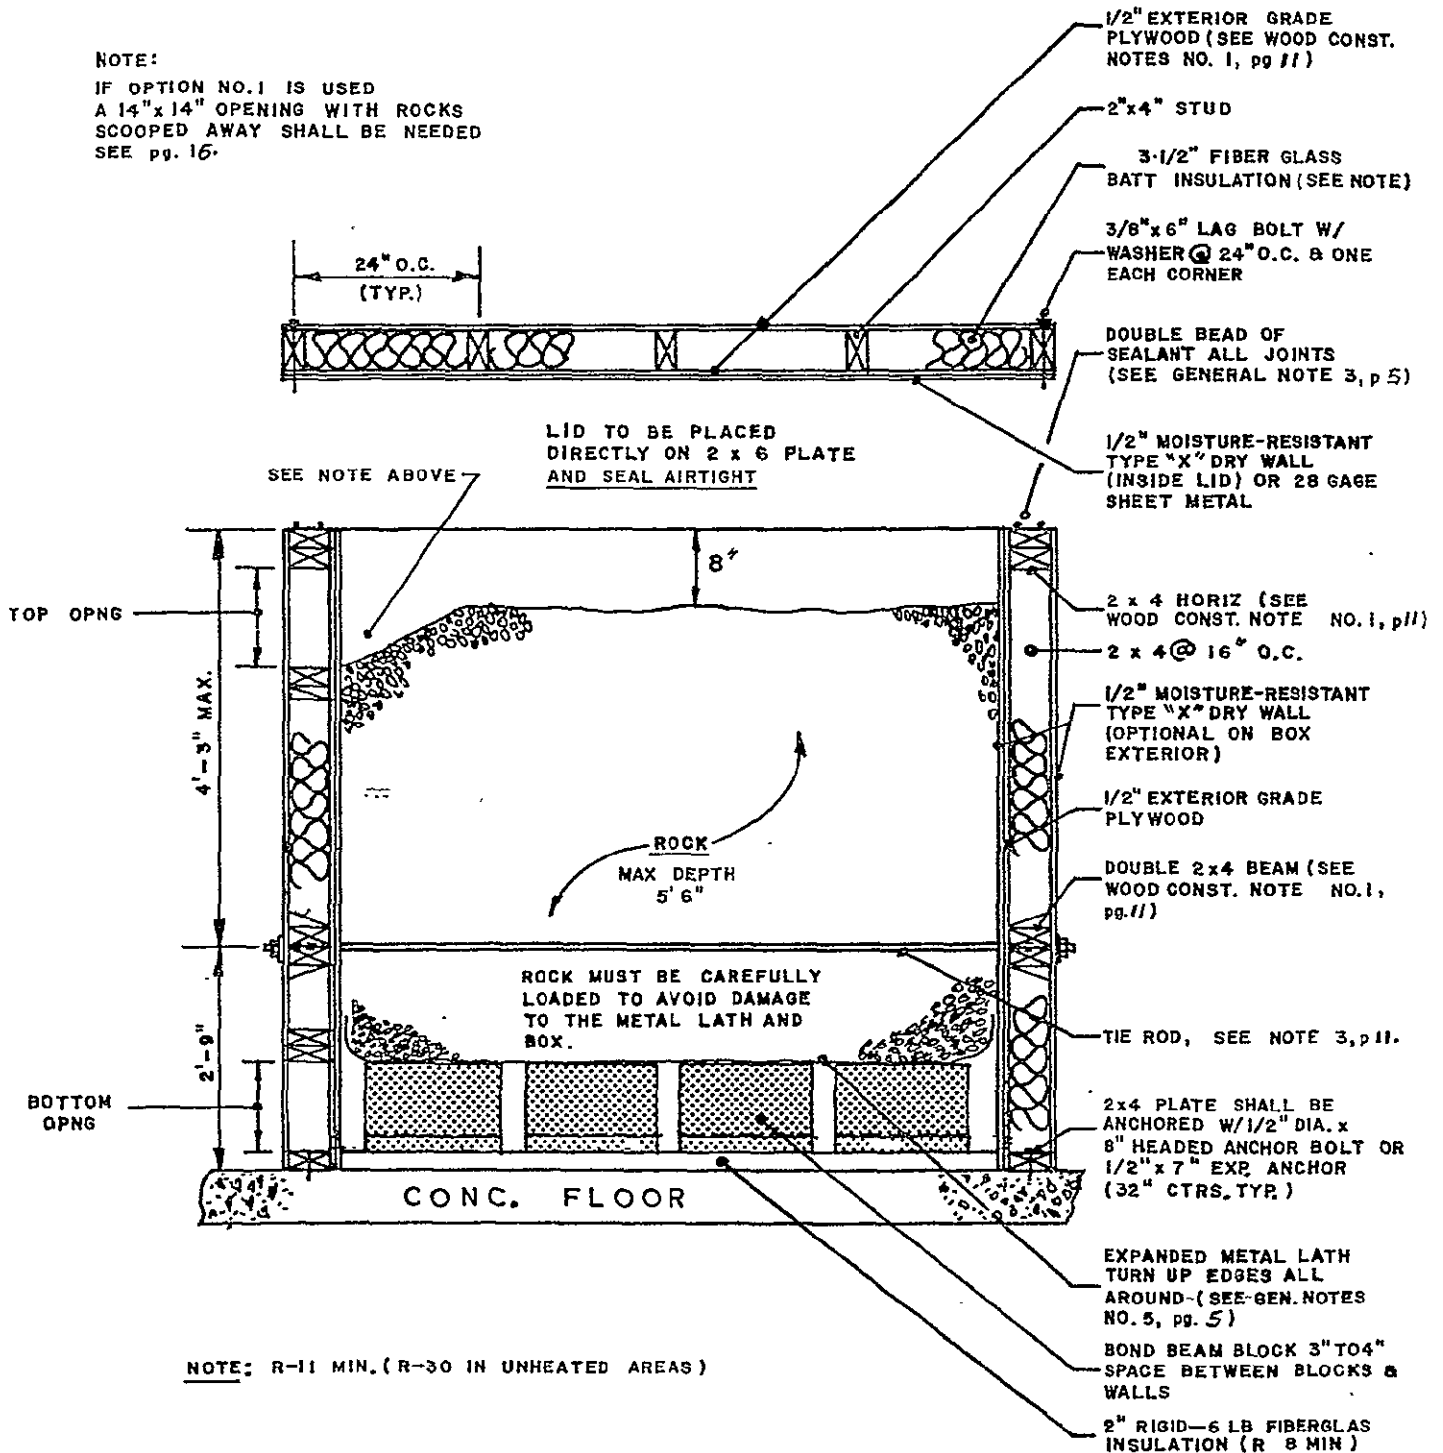 NOTE:
IF OPTION NO.1 IS USED
A 14"x 14" OPENING WITH ROCKS
SCOOPED AWAY SHALL BE NEEDED
SEE pg. 16.
1/2" EXTERIOR GRADE
PLYWOOD (SEE WOOD CONST.
NOTES NO. 1, pg 11)
2"x4" STUD
3-1/2" FIBER GLASS
BATT INSULATION (SEE NOTE)
3/8"x 6" LAG BOLT W/
WASHER @ 24" O.C. & ONE
EACH CORNER
24" O.C.
(TYP.)
DOUBLE BEAD OF
SEALANT ALL JOINTS
(SEE GENERAL NOTE 3, p 5)
LID TO BE PLACED
DIRECTLY ON 2 x 6 PLATE
AND SEAL AIRTIGHT
1/2" MOISTURE-RESISTANT
TYPE "X" DRY WALL
(INSIDE LID) OR 28 GAGE
SHEET METAL
SEE NOTE ABOVE
8"
TOP OPNG
2 x 4 HORIZ (SEE
WOOD CONST. NOTE NO. 1, p11)
2 x 4 @ 16" O.C.
4'-3" MAX.
1/2" MOISTURE-RESISTANT
TYPE "X" DRY WALL
(OPTIONAL ON BOX
EXTERIOR)
1/2" EXTERIOR GRADE
PLYWOOD
ROCK
MAX DEPTH
5' 6"
DOUBLE 2x4 BEAM (SEE
WOOD CONST. NOTE NO. 1,
pg. 11)
ROCK MUST BE CAREFULLY
LOADED TO AVOID DAMAGE
TO THE METAL LATH AND
BOX.
TIE ROD, SEE NOTE 3, p 11.
2'-9"
BOTTOM
OPNG
2x4 PLATE SHALL BE
ANCHORED W/1/2" DIA. x
8" HEADED ANCHOR BOLT OR
1/2" x 7" EXP. ANCHOR
(32" CTRS. TYP.)
CONC. FLOOR
EXPANDED METAL LATH
TURN UP EDGES ALL
AROUND-(SEE-GEN. NOTES
NO. 5, pg. 5)
BOND BEAM BLOCK 3" TO 4"
SPACE BETWEEN BLOCKS &
WALLS
2" RIGID—6 LB FIBERGLAS
INSULATION (R 8 MIN)
NOTE: R-11 MIN. (R-30 IN UNHEATED AREAS)